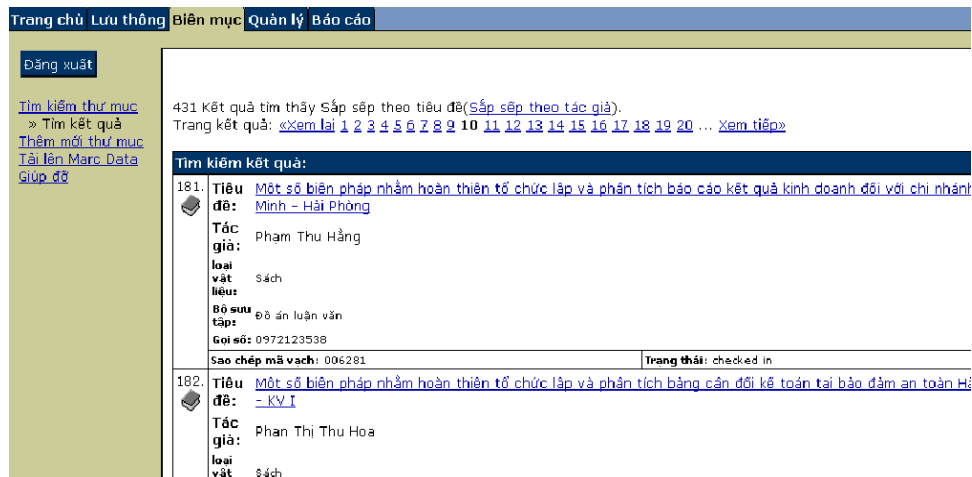 Trang chủ Lưu thông Biên mục Quản lý Báo cáo
Đăng xuất
Tìm kiếm thư mục
» Tìm kết quả
Thêm mới thư mục
Tải lên Marc Data
Giúp đỡ
431 Kết quả tìm thấy Sắp sếp theo tiêu đề(Sắp sếp theo tác giả).
Trang kết quả: «Xem lại 1 2 3 4 5 6 7 8 9 10 11 12 13 14 15 16 17 18 19 20 ... Xem tiếp»
Tìm kiếm kết quả:
181. Tiêu đề: Một số biện pháp nhằm hoàn thiện tổ chức lập và phân tích báo cáo kết quả kinh doanh đối với chi nhánh
Minh - Hải Phòng
Tác giả: Phạm Thu Hằng
loại vật liệu: Sách
Bộ sưu tập: Đồ án luận văn
Gọi số: 0972123538
Sao chép mã vạch: 006281 Trạng thái: checked in
182. Tiêu đề: Một số biện pháp nhằm hoàn thiện tổ chức lập và phân tích bảng cân đối kế toán tại bảo đảm an toàn
- KV I
Tác giả: Phan Thị Thu Hoa
loại vật Sách